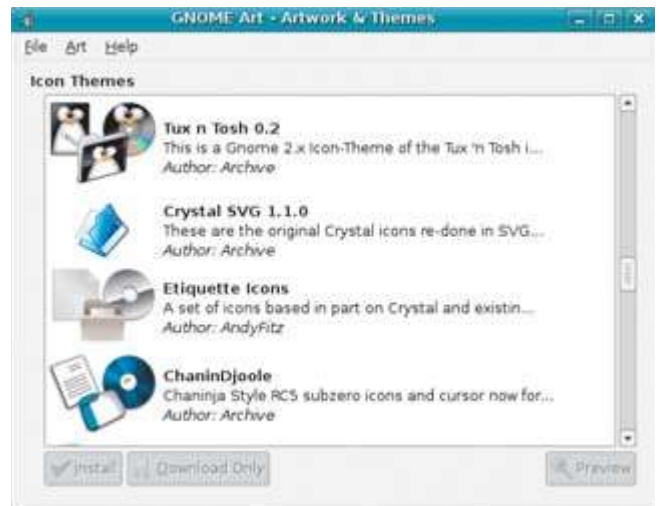 GNOME Art - Artwork & Themes
File Art Help
Icon Themes
Tux n Tosh 0.2
This is a Gnome 2.x Icon-Theme of the Tux 'n Tosh i...
Author: Archive
Crystal SVG 1.1.0
These are the original Crystal icons re-done in SVG...
Author: Archive
Etiquette Icons
A set of icons based in part on Crystal and existin...
Author: AndyFitz
ChaninDjoole
Chaninja Style RC5 subzero icons and cursor now for...
Author: Archive
Install Download Only Preview